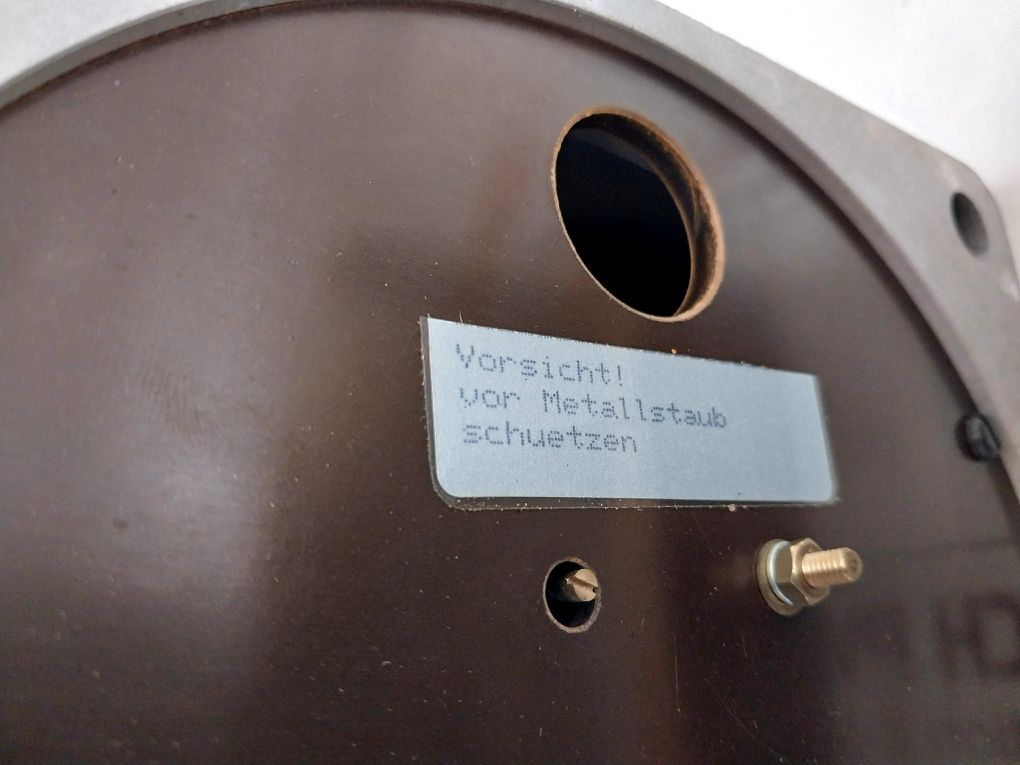 Vorsicht!
vor Metallstaub
schuetzen